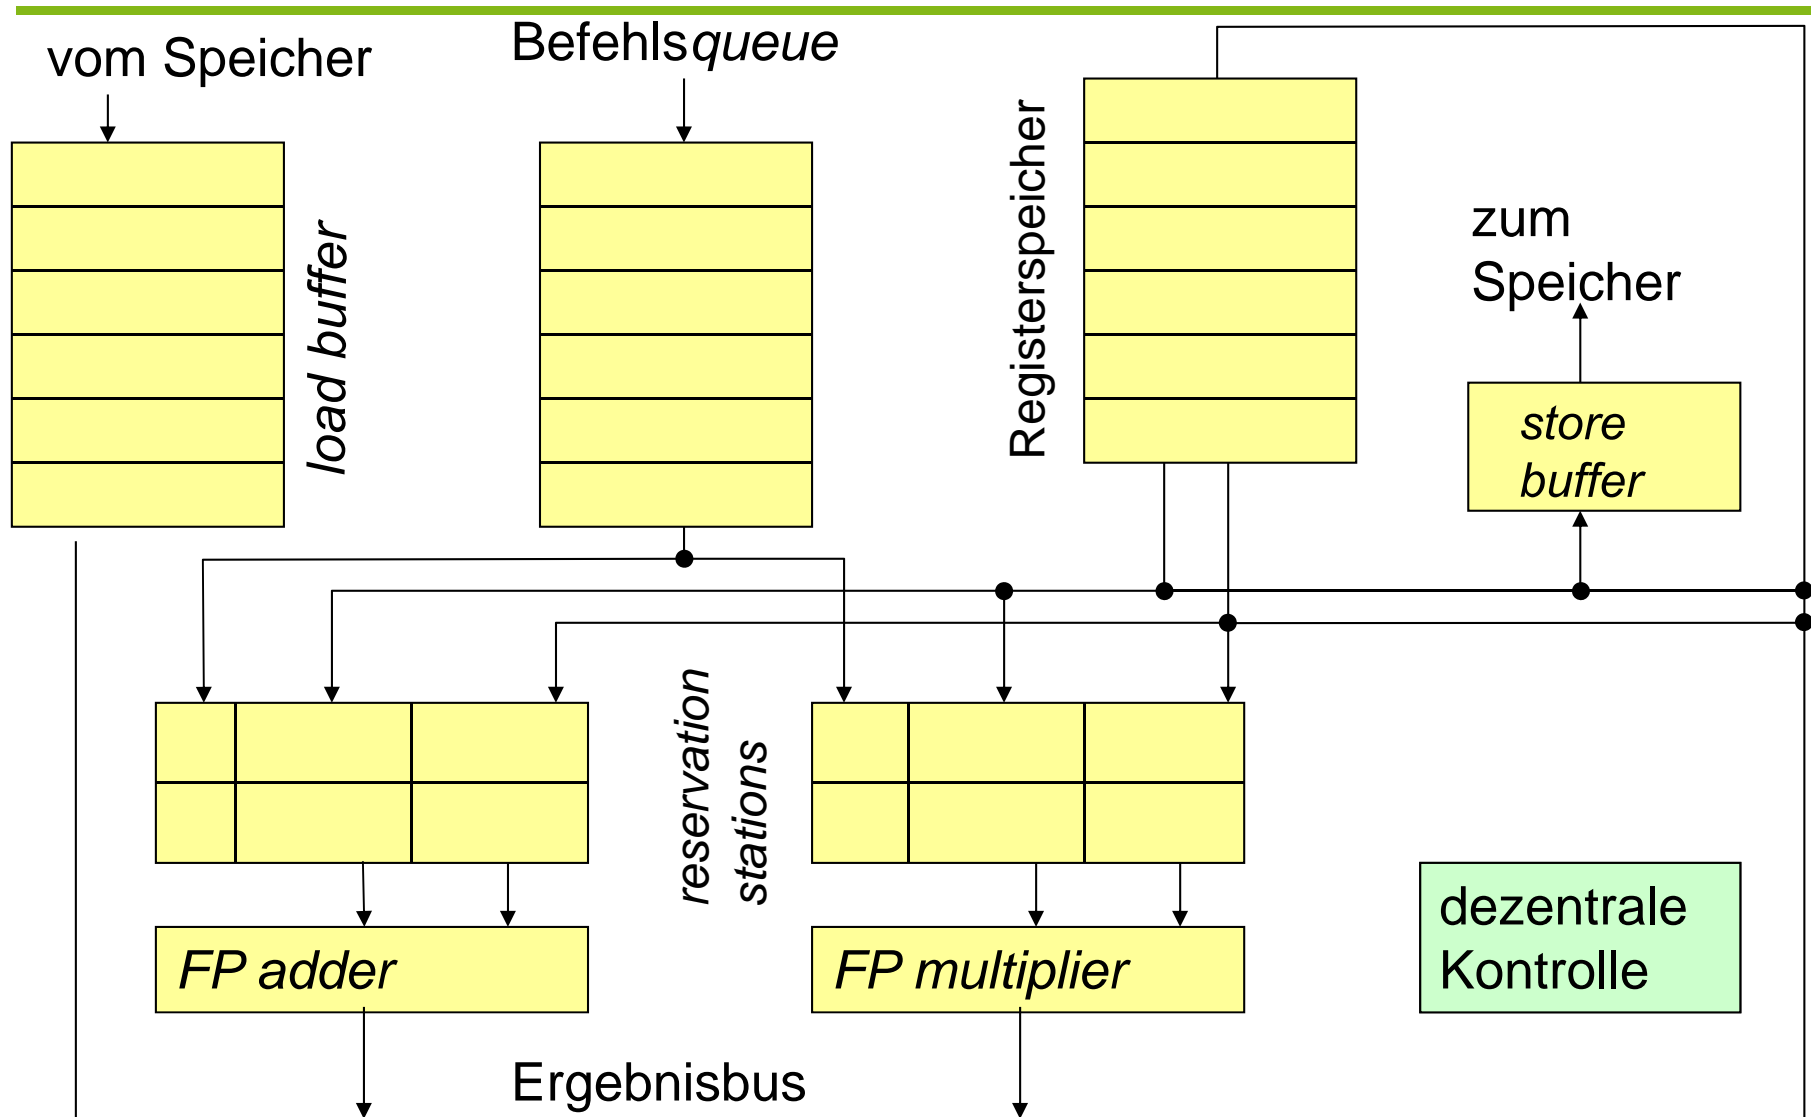 vom Speicher
Befehlsqueue
load buffer
Registerspeicher
zum
Speicher
store
buffer
reservation
stations
FP adder
FP multiplier
dezentrale
Kontrolle
Ergebnisbus